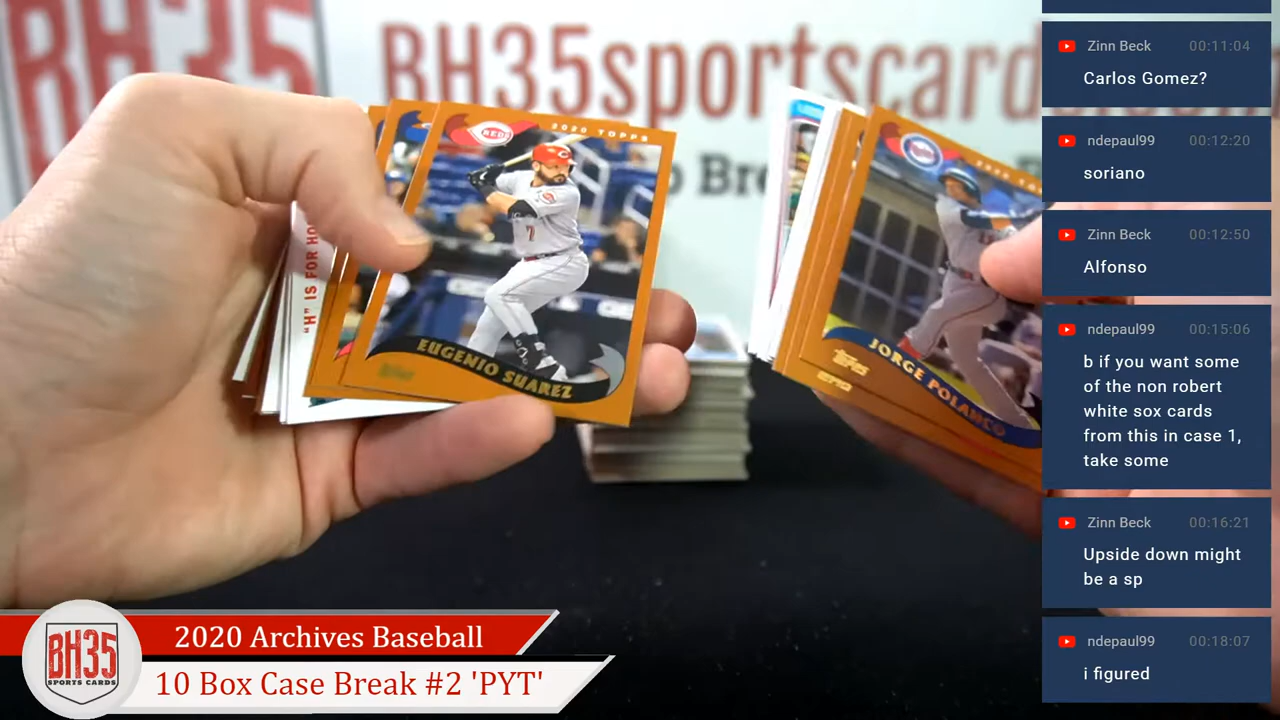 BH35
BH35sportscard
REDS
2020 TOPPS
7
EUGENIO SUAREZ
"H" IS FOR HO
JORGE POLANCO
Topps
Zinn Beck 00:11:04
Carlos Gomez?
ndepaul99 00:12:20
soriano
Zinn Beck 00:12:50
Alfonso
ndepaul99 00:15:06
b if you want some
of the non robert
white sox cards
from this in case 1,
take some
Zinn Beck 00:16:21
Upside down might
be a sp
ndepaul99 00:18:07
i figured
BH35
SPORTS CARDS
2020 Archives Baseball
10 Box Case Break #2 'PYT'